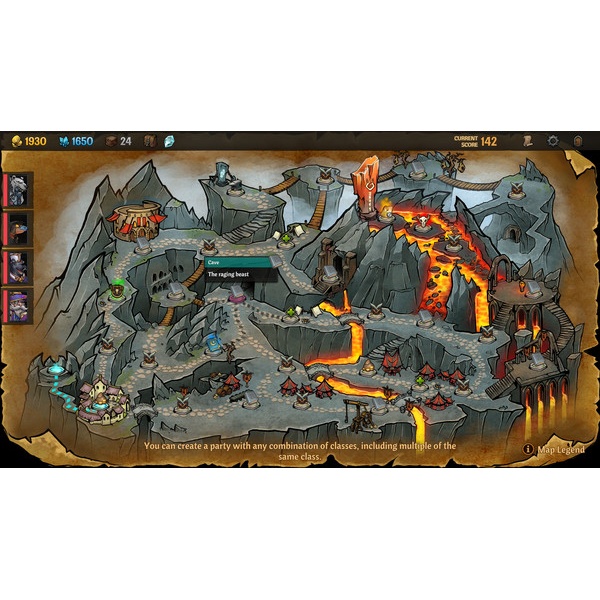 1930 1650 24 CURRENT SCORE 142
Cave
The raging beast
You can create a party with any combination of classes, including multiple of the
same class.
Map Legend